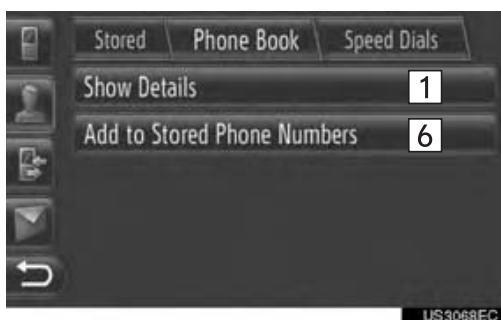 Stored Phone Book Speed Dials
Show Details 1
Add to Stored Phone Numbers 6
US3068EC